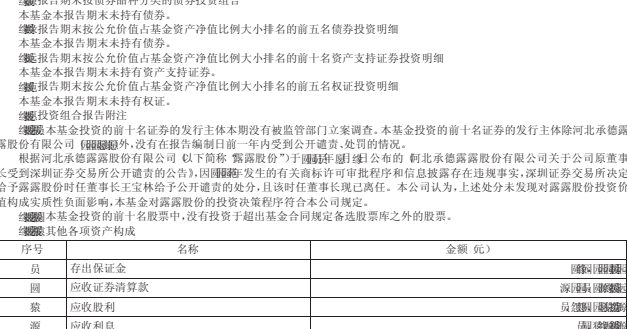 报告期末按债券品种分类的债券投资组合
本基金本报告期末未持有债券。
报告期末按公允价值占基金资产净值比例大小排名的前五名债券投资明细
本基金本报告期末未持有债券。
报告期末按公允价值占基金资产净值比例大小排名的前十名资产支持证券投资明细
本基金本报告期末未持有资产支持证券。
报告期末按公允价值占基金资产净值比例大小排名的前五名权证投资明细
本基金本报告期末未持有权证。
投资组合报告附注
本基金投资的前十名证券的发行主体本期没有被监管部门立案调查。本基金投资的前十名证券的发行主体除河北承德露
露股份有限公司 外,没有在报告编制日前一年内受到公开谴责、处罚的情况。
根据河北承德露露股份有限公司(以下简称“露露股份”)于 年 月 日公布的《河北承德露露股份有限公司关于公司原董事
长受到深圳证券交易所公开谴责的公告》,因 年发生的有关商标许可审批程序和信息披露存在违规事实,深圳证券交易所决定
给予露露股份时任董事长王宝林给予公开谴责的处分,且该时任董事长现已离任。本公司认为,上述处分未发现对露露股份投资价
值构成实质性负面影响,本基金对露露股份的投资决策程序符合本公司规定。
本基金投资的前十名股票中,没有投资于超出基金合同规定备选股票库之外的股票。
其他各项资产构成
序号 名称 金额(元)
员 存出保证金
圆 应收证券清算款
猿 应收股利
源 应收利息